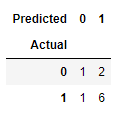 Predicted 0 1
Actual
0 1 2
1 1 6